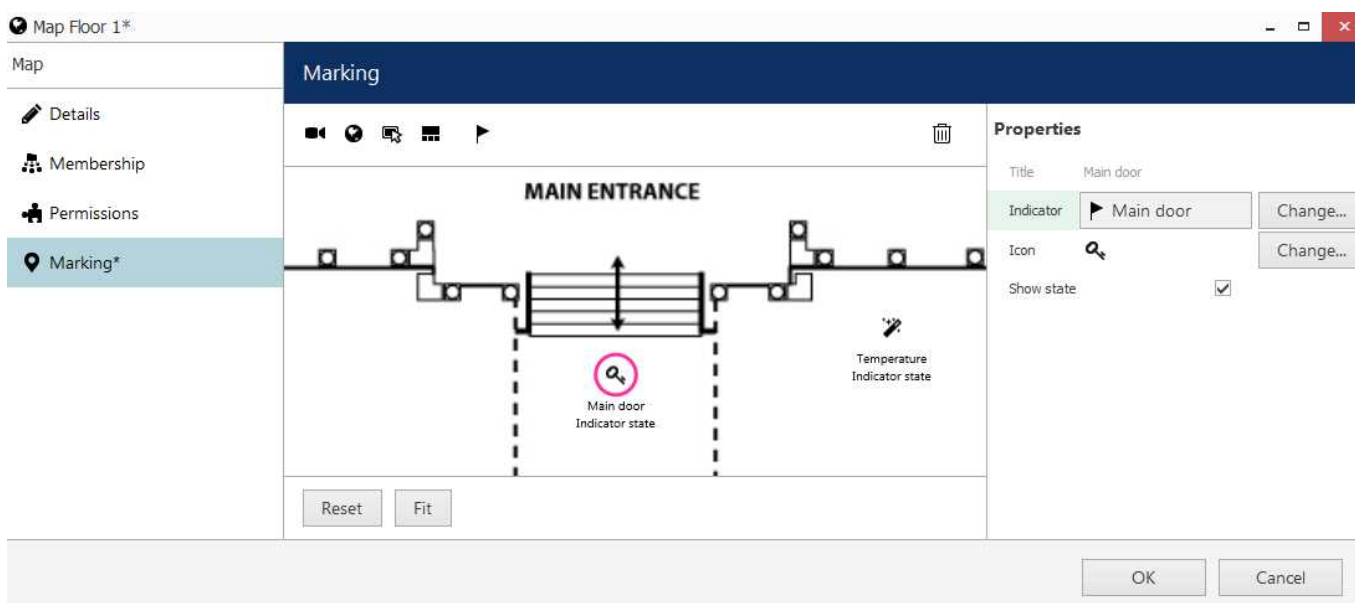 Map Floor 1*
Map
Details
Membership
Permissions
Marking*
Marking
MAIN ENTRANCE
Main door
Indicator state
Temperature
Indicator state
Reset
Fit
Properties
Title Main door
Indicator Main door Change...
Icon Change...
Show state
OK
Cancel